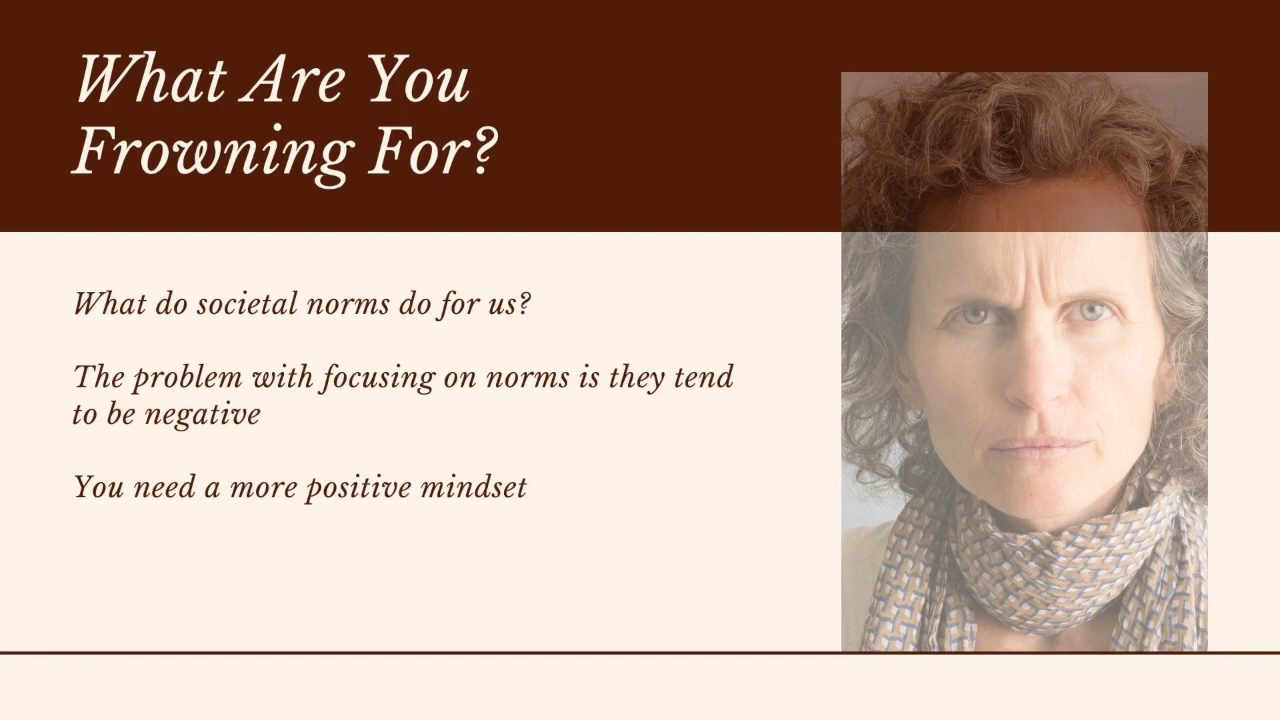 What Are You
Frowning For?
What do societal norms do for us?
The problem with focusing on norms is they tend
to be negative
You need a more positive mindset